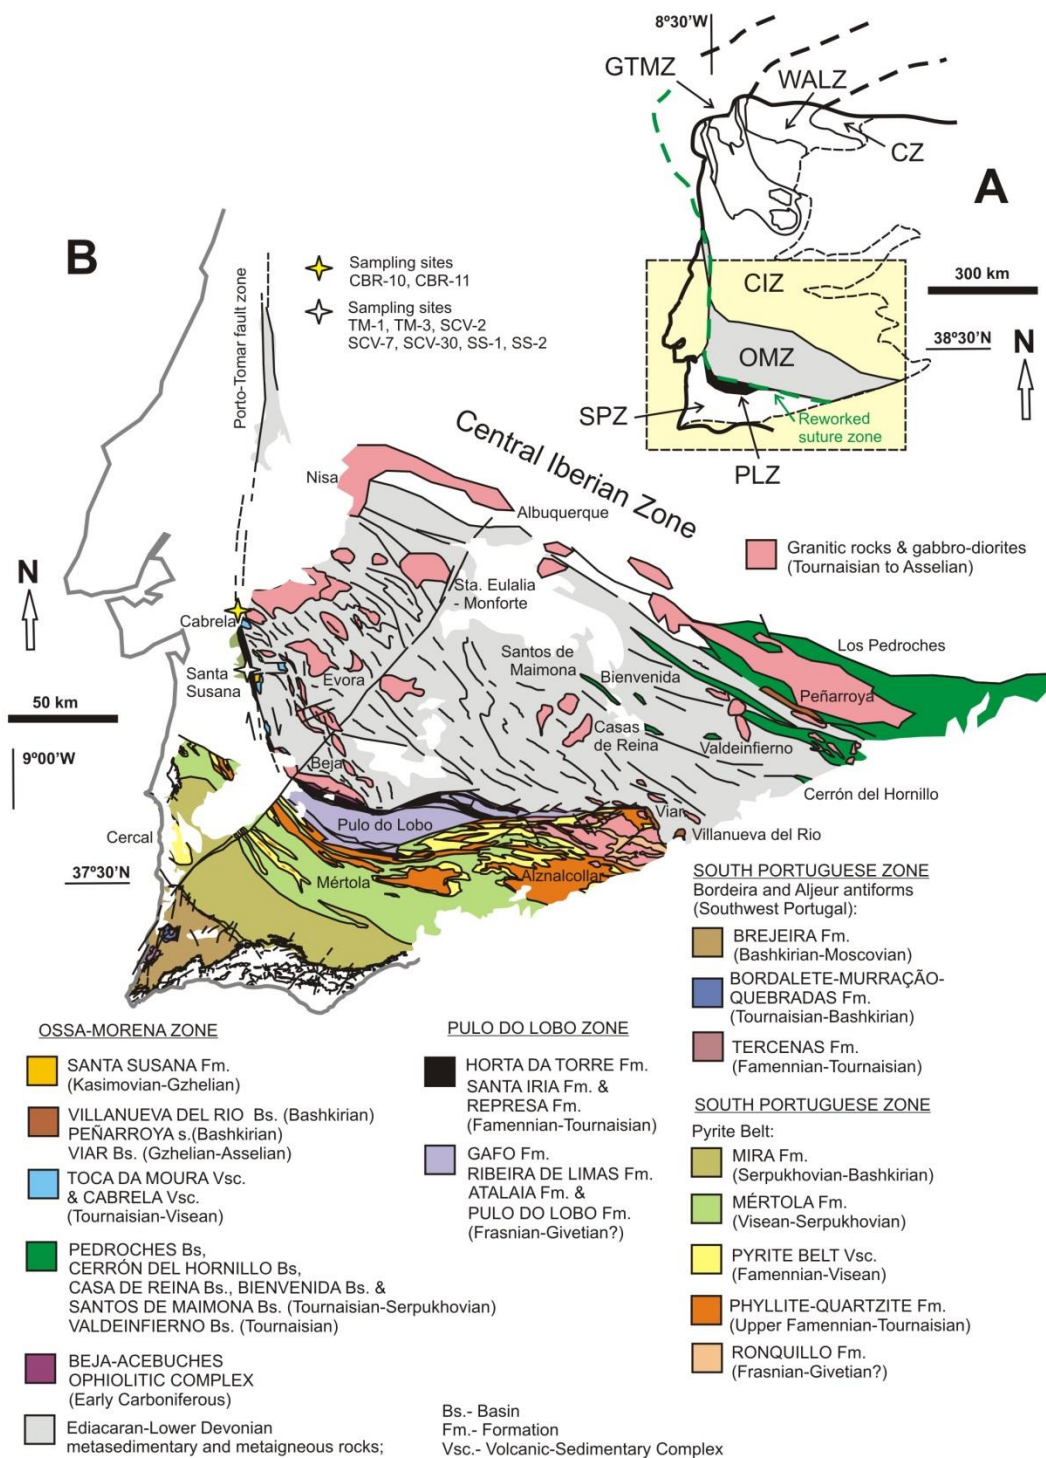 8º30'W
GTMZ
WALZ
CZ
A
B
CIZ
300 km
OMZ
38º30'N
N
SPZ
Reworked
suture zone
PLZ
Porto-Tomar fault zone
Sampling sites
CBR-10, CBR-11
Sampling sites
TM-1, TM-3, SCV-2
SCV-7, SCV-30, SS-1, SS-2
Central Iberian Zone
Nisa
Albuquerque
Granitic rocks & gabbro-diorites
(Tournaisian to Asselian)
N
Sta. Eulalia
- Monforte
Cabrela
Los Pedroches
Santos de
Maimona
Bienvenida
Santa
Susana
Evora
Peñarroya
50 km
Casas
de Reina
Valdeinfierno
9º00'W
Beja
Cerrón del Hornillo
Viar
Cercal
Pulo do Lobo
Villanueva del Rio
37º30'N
Mértola
Alznalcollar
SOUTH PORTUGUESE ZONE
Bordeira and Aljeur antiforms
(Southwest Portugal):
BREJEIRA Fm.
(Bashkirian-Moscovian)
BORDALETE-MURRAÇÃO-
QUEBRADAS Fm.
(Tournaisian-Bashkirian)
TERCENAS Fm.
(Famennian-Tournaisian)
OSSA-MORENA ZONE
SANTA SUSANA Fm.
(Kasimovian-Gzhelian)
VILLANUEVA DEL RIO Bs. (Bashkirian)
PEÑARROYA s.(Bashkirian)
VIAR Bs. (Gzhelian-Asselian)
TOCA DA MOURA Vsc.
& CABRELA Vsc.
(Tournaisian-Visean)
PEDROCHES Bs,
CERRÓN DEL HORNILLO Bs,
CASA DE REINA Bs., BIENVENIDA Bs. &
SANTOS DE MAIMONA Bs. (Tournaisian-Serpukhovian)
VALDEINFIERNO Bs. (Tournaisian)
BEJA-ACEBUCHES
OPHIOLITIC COMPLEX
(Early Carboniferous)
Ediacaran-Lower Devonian
metasedimentary and metaigneous rocks;
PULO DO LOBO ZONE
HORTA DA TORRE Fm.
SANTA IRIA Fm. &
REPRESA Fm.
(Famennian-Tournaisian)
GAFO Fm.
RIBEIRA DE LIMAS Fm.
ATALAIA Fm. &
PULO DO LOBO Fm.
(Frasnian-Givetian?)
SOUTH PORTUGUESE ZONE
Pyrite Belt:
MIRA Fm.
(Serpukhovian-Bashkirian)
MÉRTOLA Fm.
(Visean-Serpukhovian)
PYRITE BELT Vsc.
(Famennian-Visean)
PHYLLITE-QUARTZITE Fm.
(Upper Famennian-Tournaisian)
RONQUILLO Fm.
(Frasnian-Givetian?)
Bs.- Basin
Fm.- Formation
Vsc.- Volcanic-Sedimentary Complex